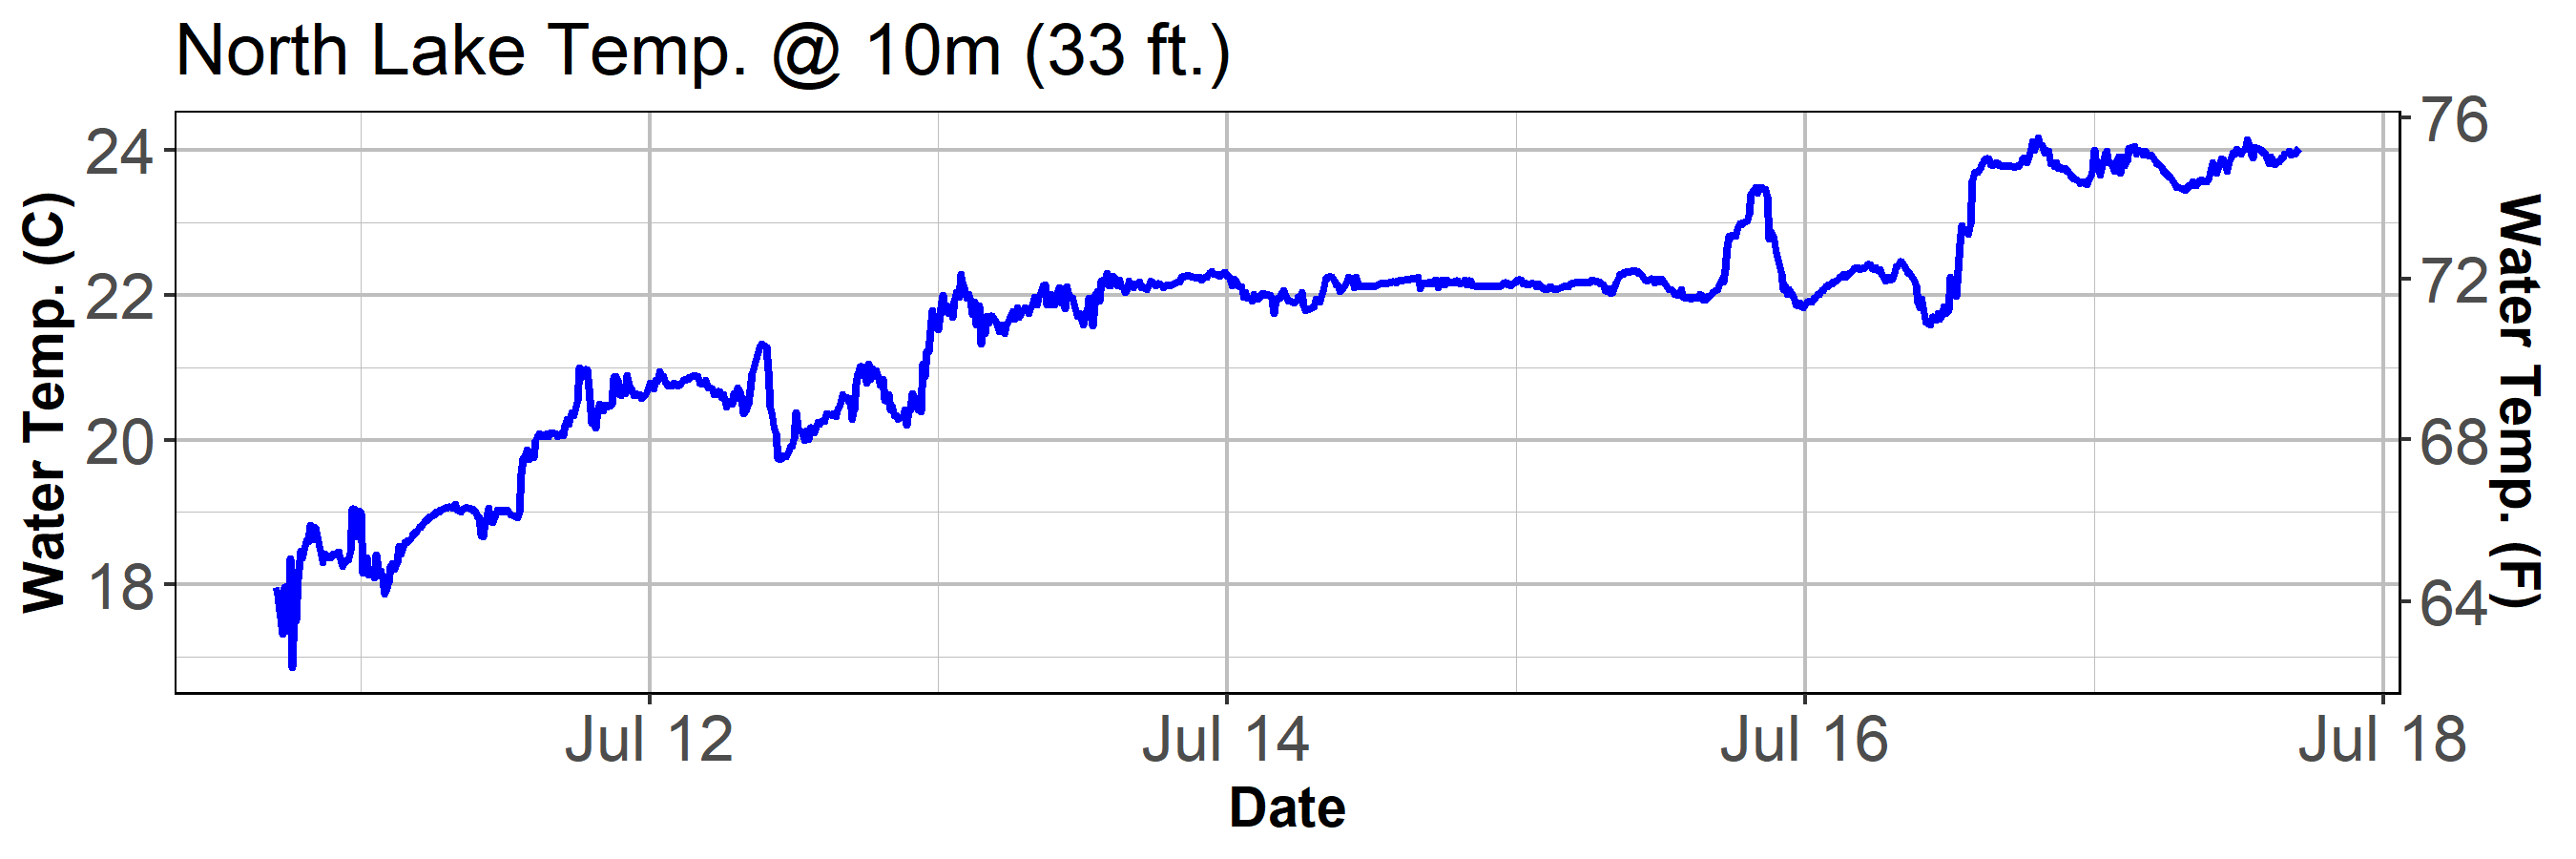 North Lake Temp. @ 10m (33 ft.)
Water Temp. (C)
24
22
20
18
76
72
68
64
Water Temp. (F)
Jul 12 Jul 14 Jul 16 Jul 18
Date